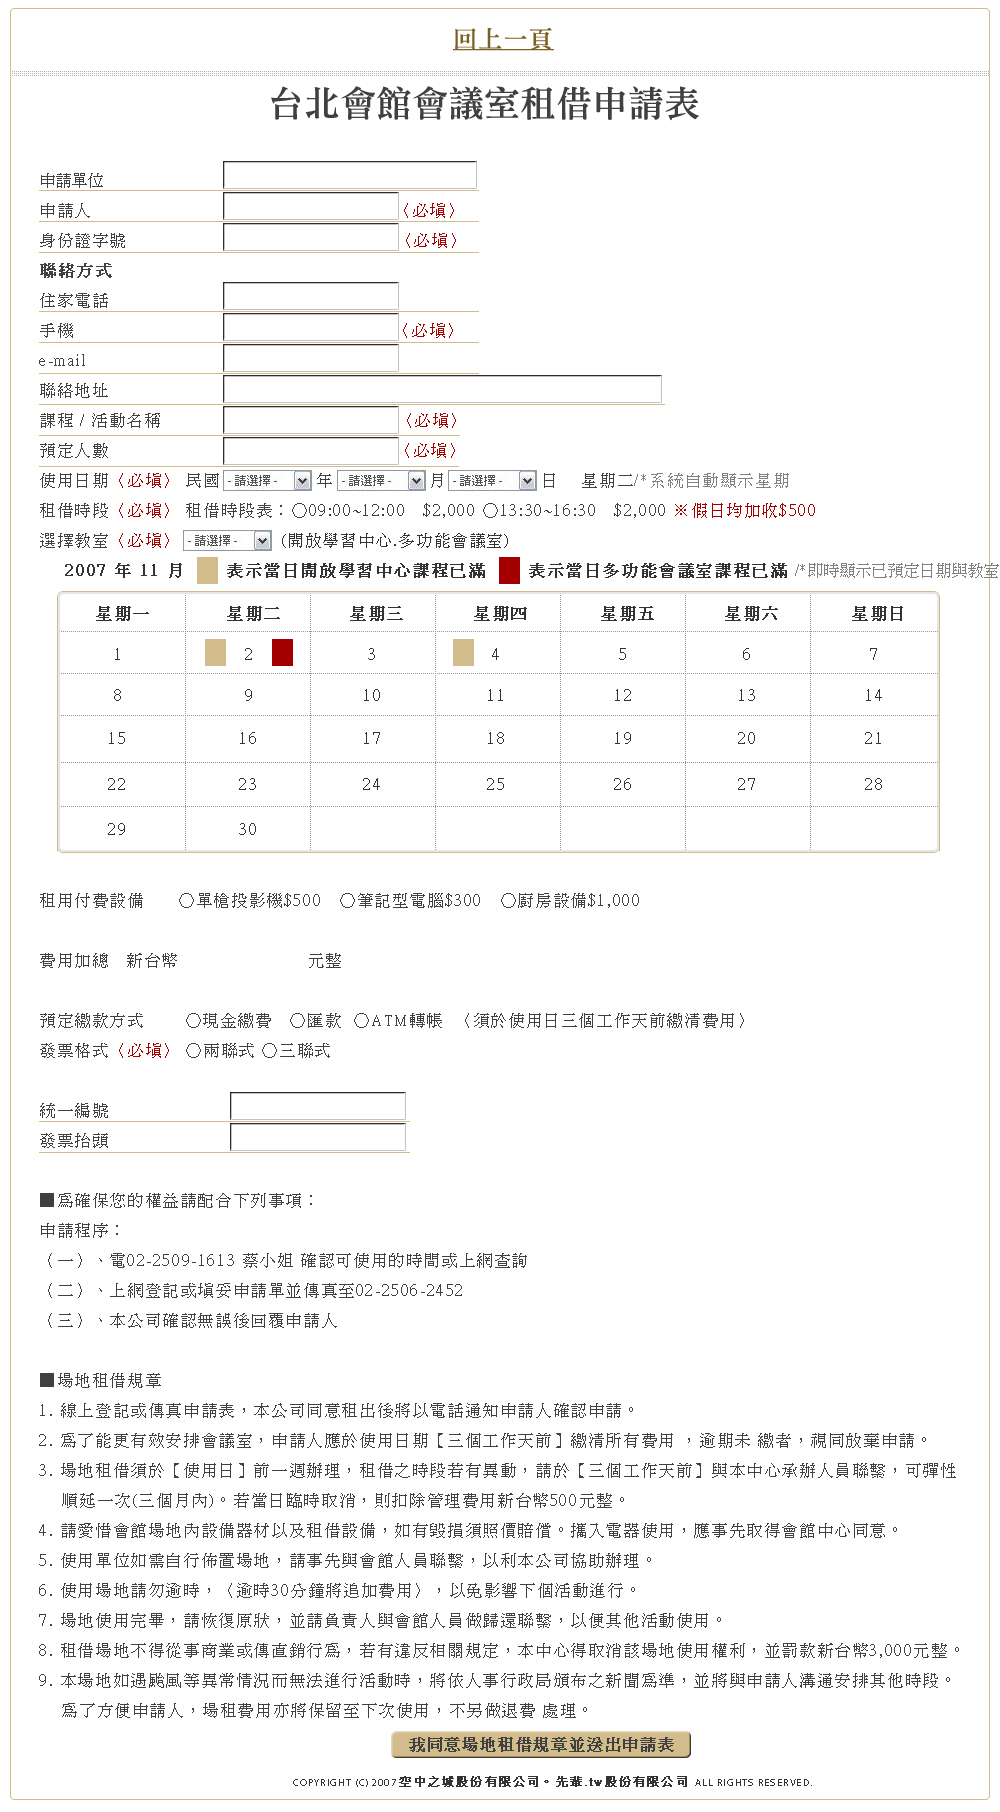 回上一頁
台北會館會議室租借申請表
申請單位
申請人 〈必塡〉
身份證字號 〈必塡〉
聯絡方式
住家電話
手機 〈必塡〉
e-mail
聯絡地址
課程 / 活動名稱 〈必塡〉
預定人數 〈必塡〉
使用日期〈必塡〉 民國 - 請選擇 - 年 - 請選擇 - 月 - 請選擇 - 日 星期二/*系統自動顯示星期
租借時段〈必塡〉 租借時段表：○09:00~12:00 $2,000 ○13:30~16:30 $2,000 ※假日均加收$500
選擇教室〈必塡〉 - 請選擇 - (開放學習中心.多功能會議室)
2007 年 11 月 表示當日開放學習中心課程已滿 表示當日多功能會議室課程已滿 /*即時顯示已預定日期與教室
星期一 星期二 星期三 星期四 星期五 星期六 星期日
1 2 3 4 5 6 7
8 9 10 11 12 13 14
15 16 17 18 19 20 21
22 23 24 25 26 27 28
29 30
租用付費設備 ○單槍投影機$500 ○筆記型電腦$300 ○廚房設備$1,000
費用加總 新台幣 元整
預定繳款方式 ○現金繳費 ○匯款 ○ATM轉帳 〈須於使用日三個工作天前繳清費用〉
發票格式〈必塡〉 ○兩聯式 ○三聯式
統一編號
發票抬頭
■爲確保您的權益請配合下列事項：
申請程序：
〈一〉、電02-2509-1613 蔡小姐 確認可使用的時間或上網查詢
〈二〉、上網登記或塡妥申請單並傳真至02-2506-2452
〈三〉、本公司確認無誤後回覆申請人
■場地租借規章
1. 線上登記或傳真申請表，本公司同意租出後將以電話通知申請人確認申請。
2. 爲了能更有效安排會議室，申請人應於使用日期【三個工作天前】繳清所有費用 ，逾期未 繳者，視同放棄申請。
3. 場地租借須於【使用日】前一週辦理，租借之時段若有異動，請於【三個工作天前】與本中心承辦人員聯繫，可彈性
順延一次(三個月內)。若當日臨時取消，則扣除管理費用新台幣500元整。
4. 請愛惜會館場地內設備器材以及租借設備，如有毀損須照價賠償。攜入電器使用，應事先取得會館中心同意。
5. 使用單位如需自行佈置場地，請事先與會館人員聯繫，以利本公司協助辦理。
6. 使用場地請勿逾時，〈逾時30分鐘將追加費用〉，以免影響下個活動進行。
7. 場地使用完畢，請恢復原狀，並請負責人與會館人員做歸還聯繫，以便其他活動使用。
8. 租借場地不得從事商業或傳直銷行爲，若有違反相關規定，本中心得取消該場地使用權利，並罰款新台幣3,000元整。
9. 本場地如遇颱風等異常情況而無法進行活動時，將依人事行政局頒布之新聞爲準，並將與申請人溝通安排其他時段。
爲了方便申請人，場租費用亦將保留至下次使用，不另做退費 處理。
我同意場地租借規章並送出申請表
COPYRIGHT (C) 2007 空中之城股份有限公司。先輩.tw股份有限公司 ALL RIGHTS RESERVED.